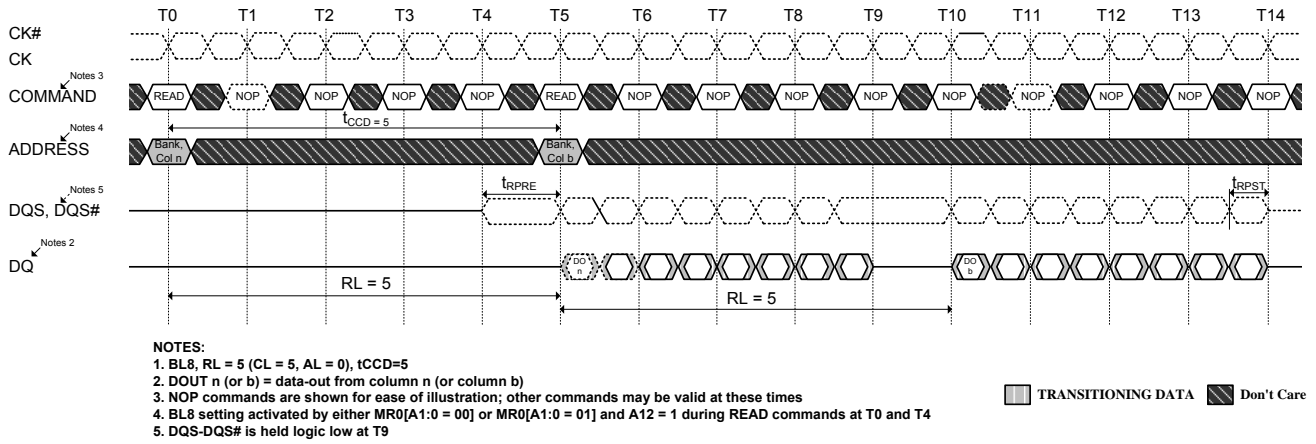 T0 T1 T2 T3 T4 T5 T6 T7 T8 T9 T10 T11 T12 T13 T14
CK#
CK
Notes 3
COMMAND
READ NOP NOP NOP NOP READ NOP NOP NOP NOP NOP NOP NOP NOP NOP
tCCD = 5
Notes 4
ADDRESS
Bank, Col n
Bank, Col b
Notes 5
tRPRE
tRPST
DQS, DQS#
Notes 2
DQ
DO n
DO b
RL = 5
RL = 5
NOTES:
1. BL8, RL = 5 (CL = 5, AL = 0), tCCD=5
2. DOUT n (or b) = data-out from column n (or column b)
3. NOP commands are shown for ease of illustration; other commands may be valid at these times
4. BL8 setting activated by either MR0[A1:0 = 00] or MR0[A1:0 = 01] and A12 = 1 during READ commands at T0 and T4
5. DQS-DQS# is held logic low at T9
TRANSITIONING DATA
Don't Care